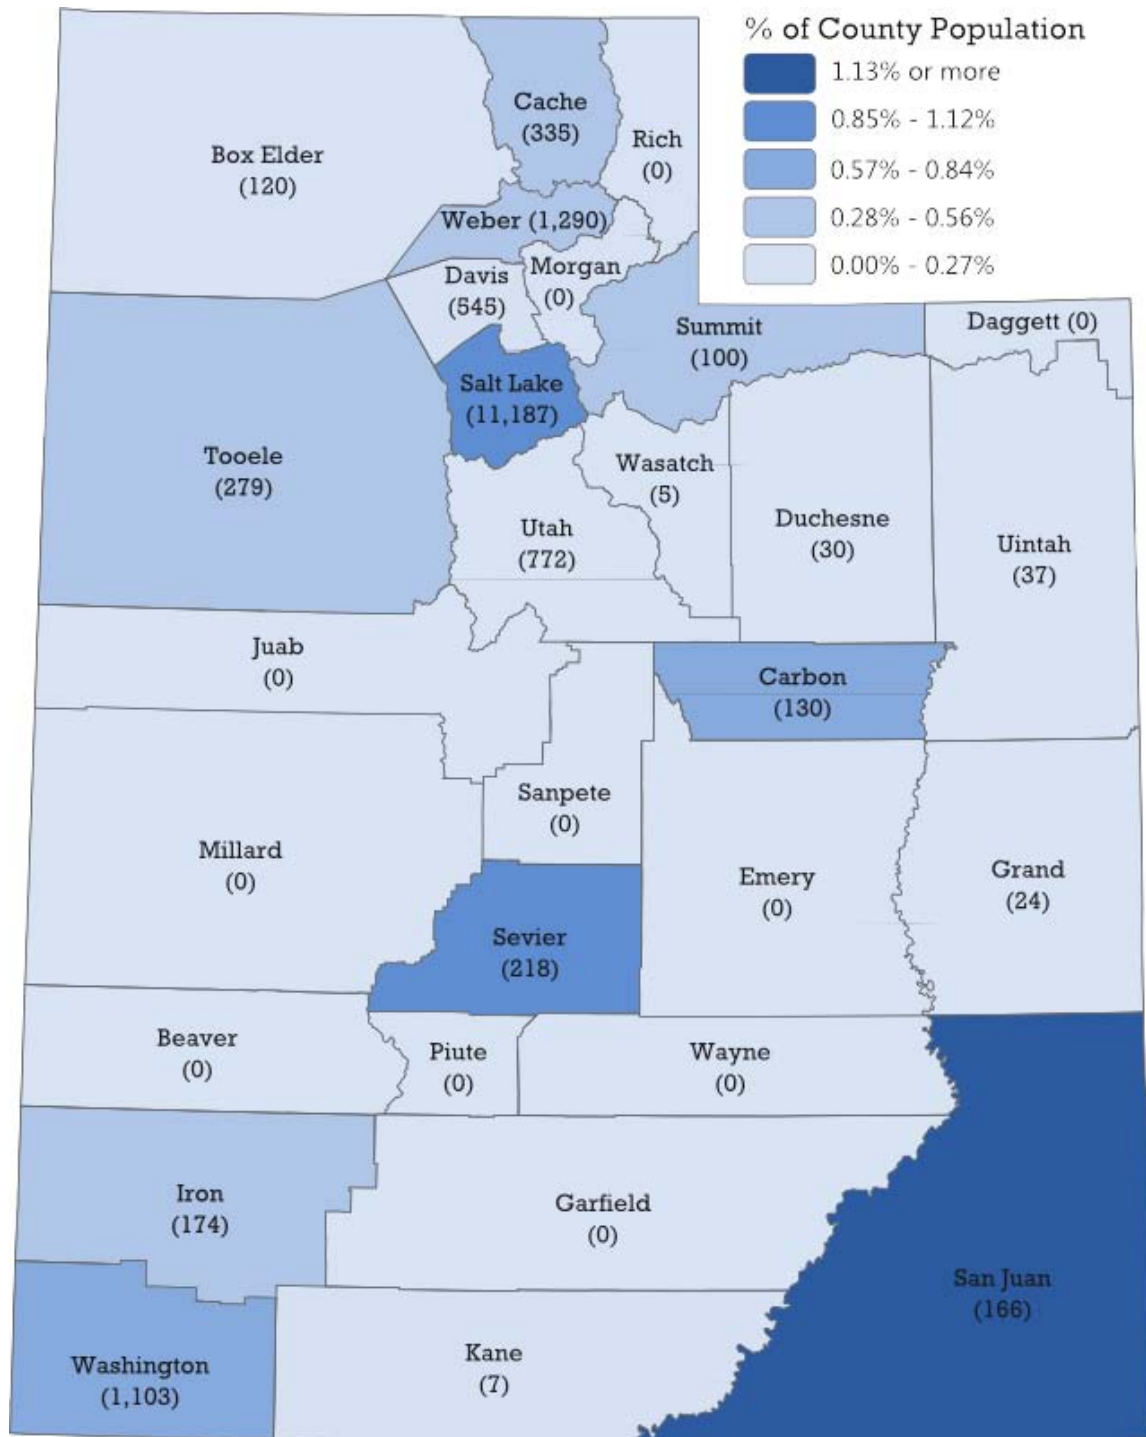 % of County Population
1.13% or more
0.85% - 1.12%
0.57% - 0.84%
0.28% - 0.56%
0.00% - 0.27%
Cache
(335)
Rich
(0)
Box Elder
(120)
Weber (1,290)
Davis
(545)
Morgan
(0)
Summit
(100)
Daggett (0)
Salt Lake
(11,187)
Tooele
(279)
Wasatch
(5)
Utah
(772)
Duchesne
(30)
Uintah
(37)
Juab
(0)
Carbon
(130)
Sanpete
(0)
Millard
(0)
Emery
(0)
Grand
(24)
Sevier
(218)
Beaver
(0)
Piute
(0)
Wayne
(0)
Iron
(174)
Garfield
(0)
San Juan
(166)
Washington
(1,103)
Kane
(7)